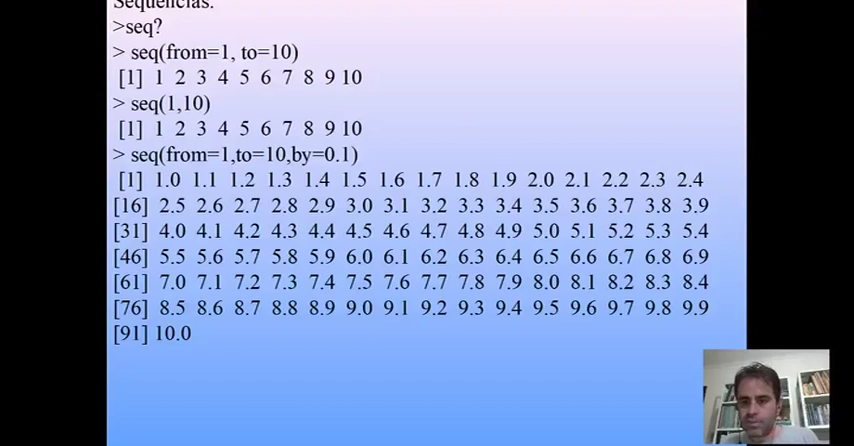 Sequências:
>seq?
> seq(from=1, to=10)
[1] 1 2 3 4 5 6 7 8 9 10
> seq(1,10)
[1] 1 2 3 4 5 6 7 8 9 10
> seq(from=1,to=10,by=0.1)
[1] 1.0 1.1 1.2 1.3 1.4 1.5 1.6 1.7 1.8 1.9 2.0 2.1 2.2 2.3 2.4
[16] 2.5 2.6 2.7 2.8 2.9 3.0 3.1 3.2 3.3 3.4 3.5 3.6 3.7 3.8 3.9
[31] 4.0 4.1 4.2 4.3 4.4 4.5 4.6 4.7 4.8 4.9 5.0 5.1 5.2 5.3 5.4
[46] 5.5 5.6 5.7 5.8 5.9 6.0 6.1 6.2 6.3 6.4 6.5 6.6 6.7 6.8 6.9
[61] 7.0 7.1 7.2 7.3 7.4 7.5 7.6 7.7 7.8 7.9 8.0 8.1 8.2 8.3 8.4
[76] 8.5 8.6 8.7 8.8 8.9 9.0 9.1 9.2 9.3 9.4 9.5 9.6 9.7 9.8 9.9
[91] 10.0